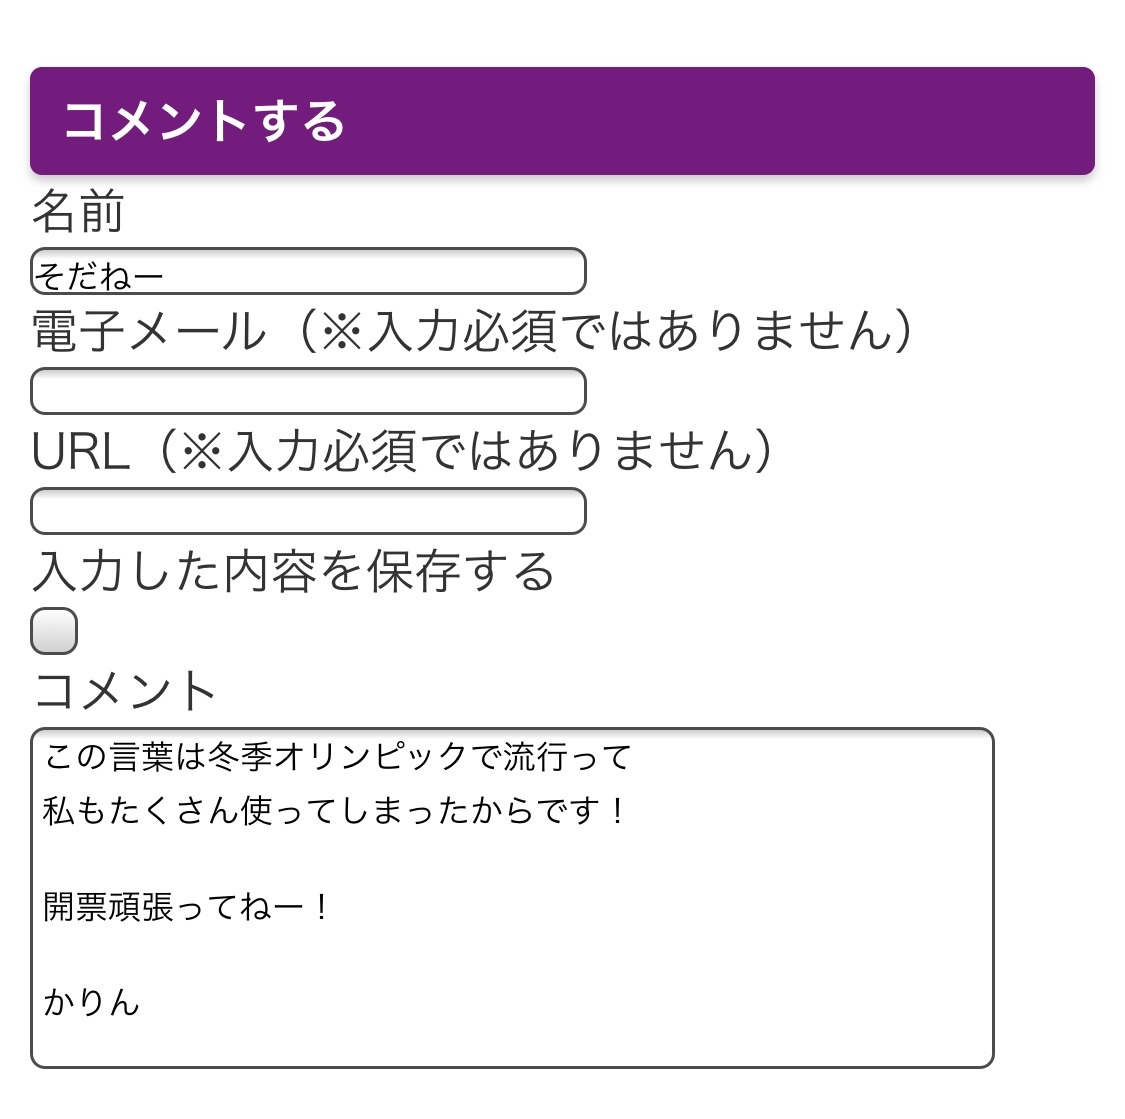 コメントする
名前
そだねー
電子メール（※入力必須ではありません）
URL（※入力必須ではありません）
入力した内容を保存する
コメント
この言葉は冬季オリンピックで流行って
私もたくさん使ってしまったからです！
開票頑張ってねー！
かりん